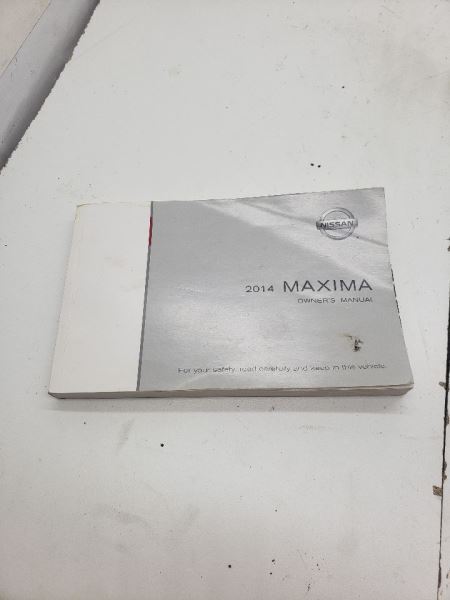 NISSAN
2014 MAXIMA
OWNER'S MANUAL
For your safety, read carefully and keep in this vehicle.